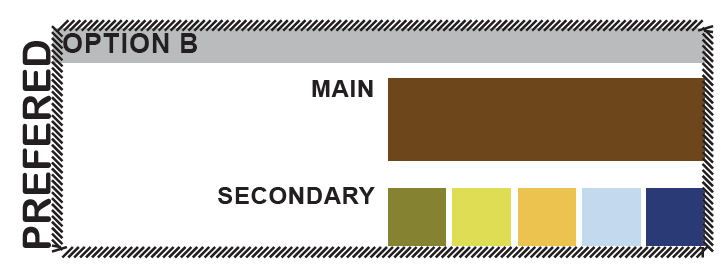 PREFERED
OPTION B
MAIN
SECONDARY